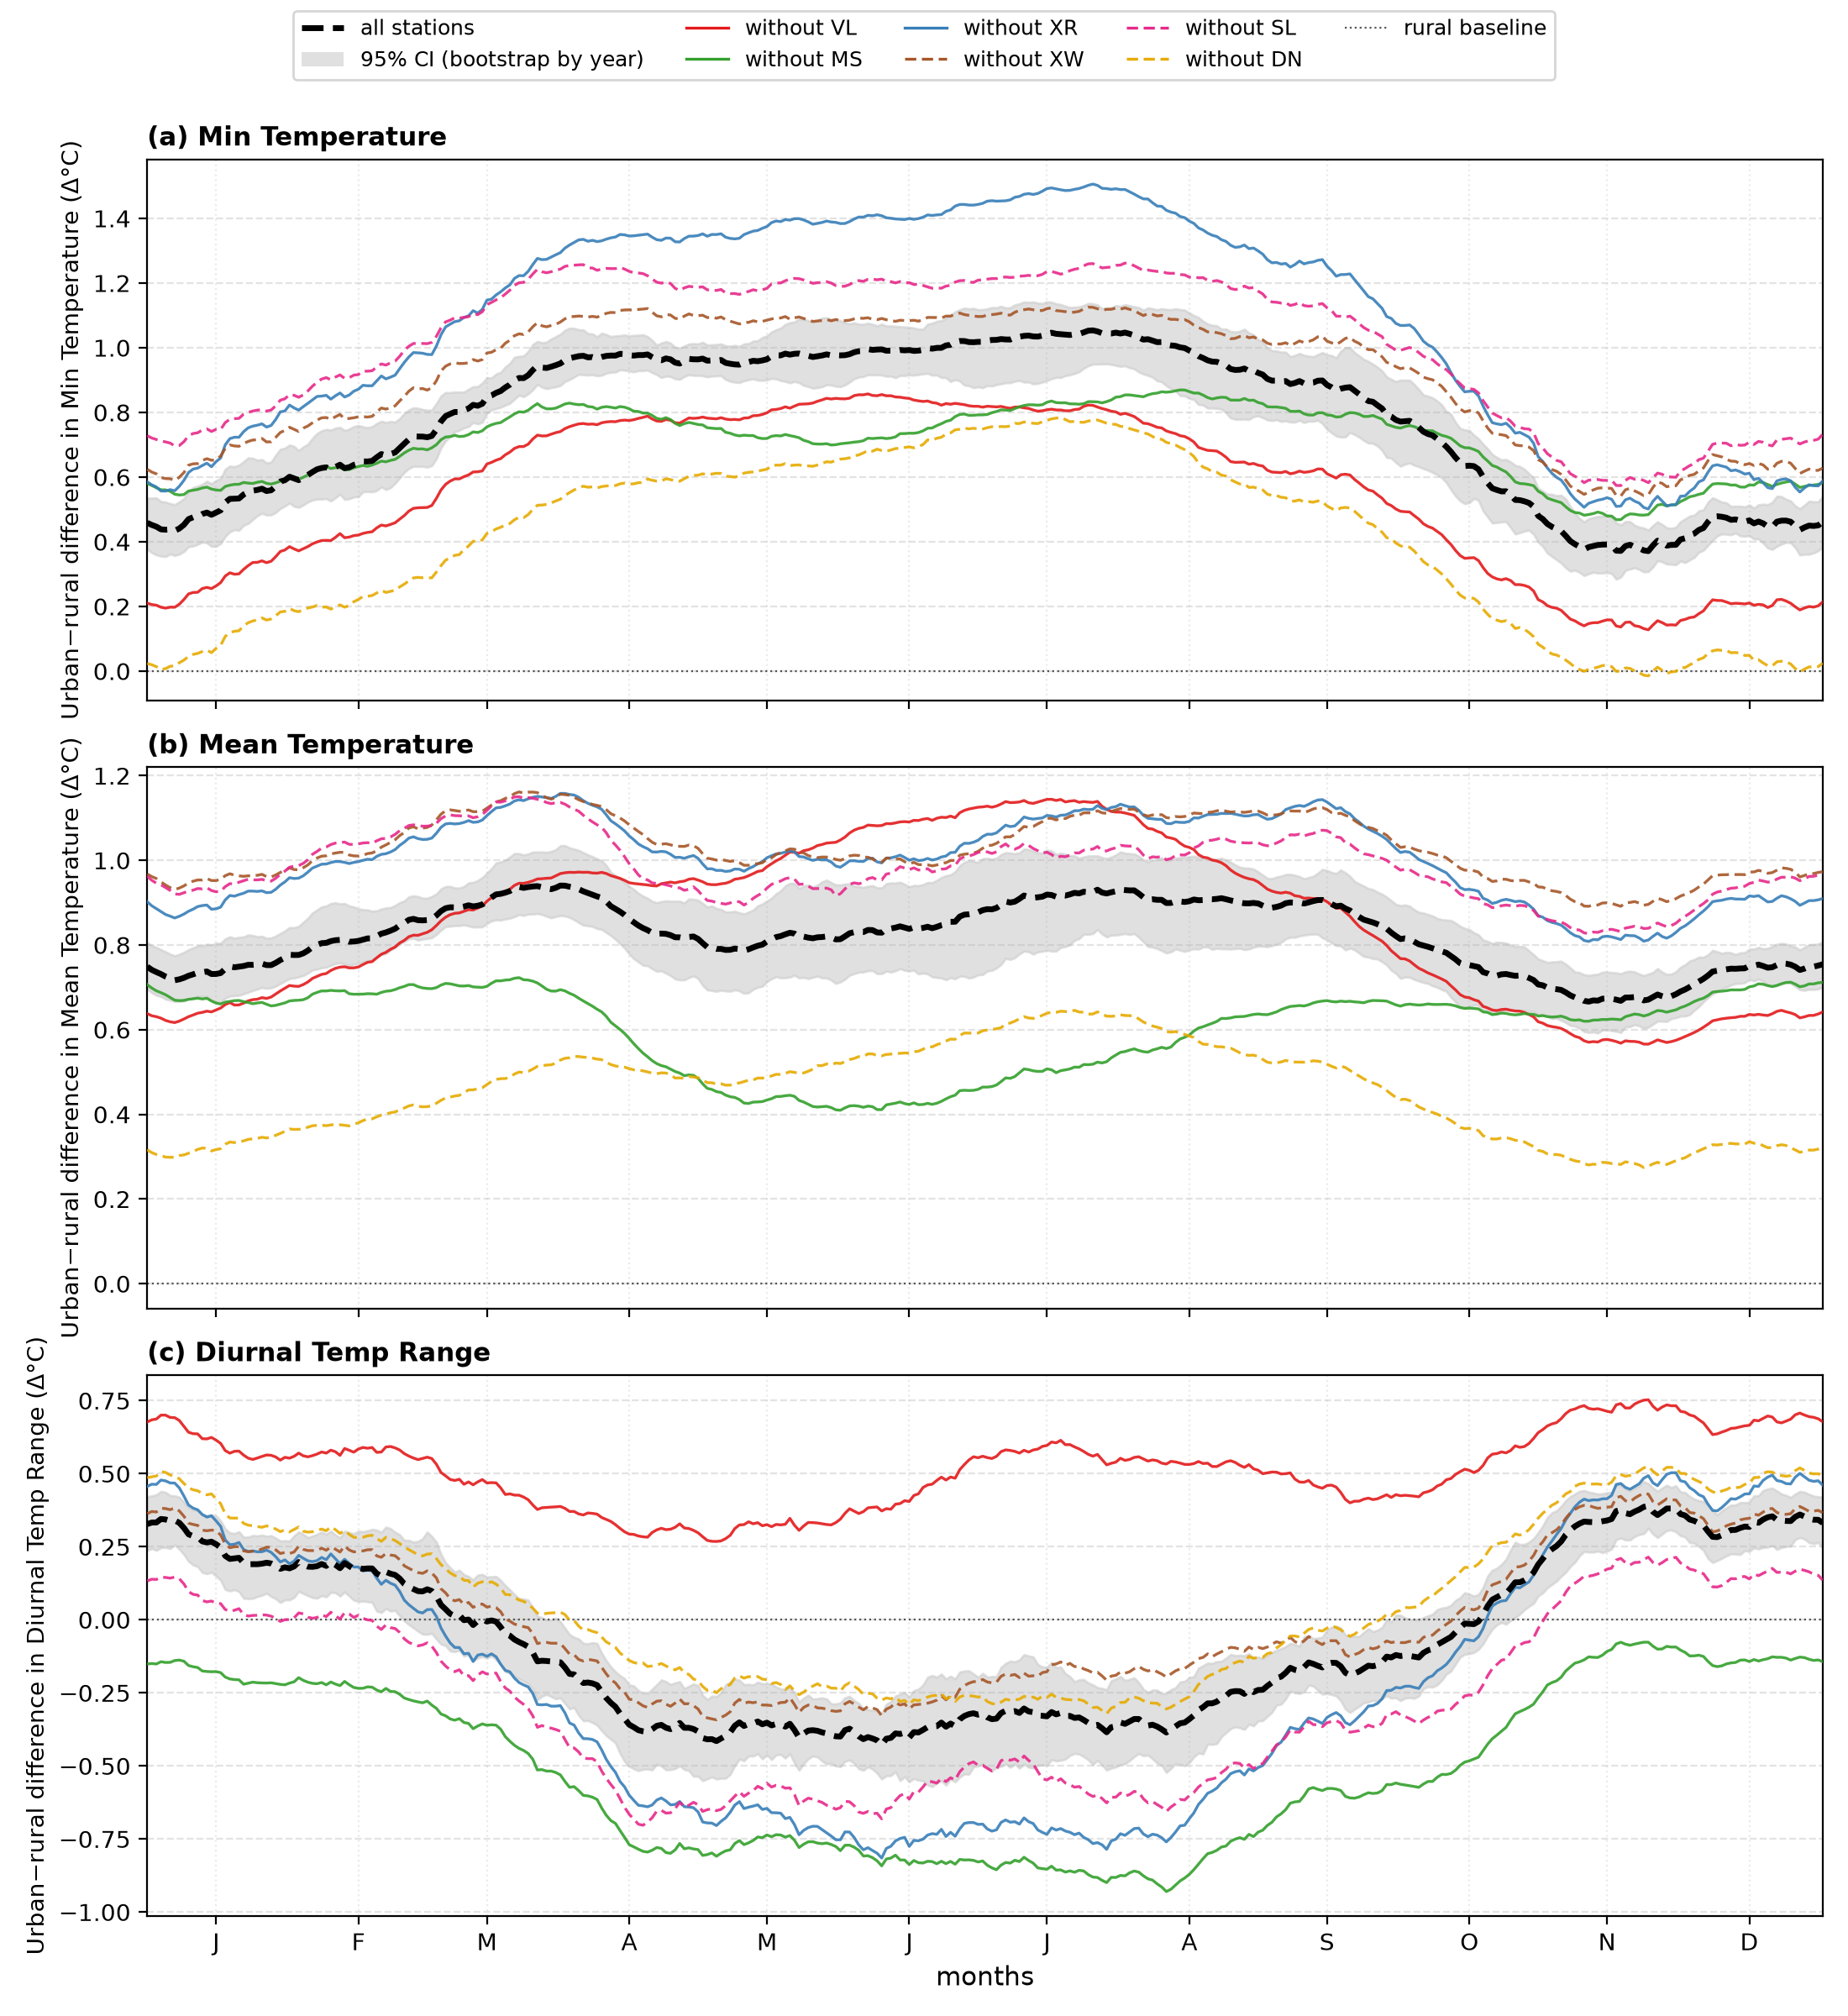 all stations
95% CI (bootstrap by year)
without VL
without MS
without XR
without XW
without SL
without DN
rural baseline
(a) Min Temperature
Urban−rural difference in Min Temperature (Δ°C)
1.4
1.2
1.0
0.8
0.6
0.4
0.2
0.0
(b) Mean Temperature
Urban−rural difference in Mean Temperature (Δ°C)
1.2
1.0
0.8
0.6
0.4
0.2
0.0
(c) Diurnal Temp Range
Urban−rural difference in Diurnal Temp Range (Δ°C)
0.75
0.50
0.25
0.00
−0.25
−0.50
−0.75
−1.00
J F M A M J J A S O N D
months